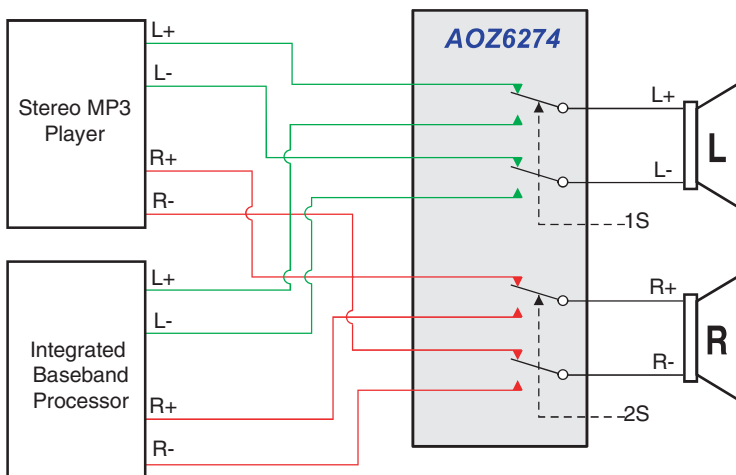 Stereo MP3
Player
L+
L-
R+
R-
Integrated
Baseband
Processor
L+
L-
R+
R-
AOZ6274
1S
2S
L+
L-
L
R+
R-
R